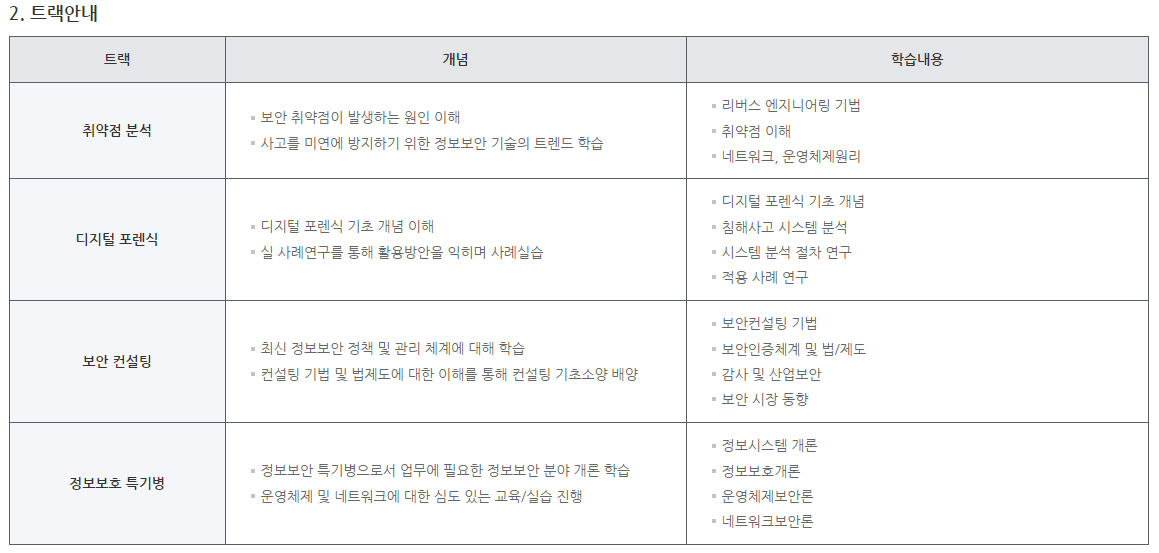 2. 트랙안내
트랙
개념
학습내용
취약점 분석
보안 취약점이 발생하는 원인 이해
사고를 미연에 방지하기 위한 정보보안 기술의 트렌드 학습
리버스 엔지니어링 기법
취약점 이해
네트워크, 운영체제원리
디지털 포렌식
디지털 포렌식 기초 개념 이해
실 사례연구를 통해 활용방안을 익히며 사례실습
디지털 포렌식 기초 개념
침해사고 시스템 분석
시스템 분석 절차 연구
적용 사례 연구
보안 컨설팅
최신 정보보안 정책 및 관리 체계에 대해 학습
컨설팅 기법 및 법제도에 대한 이해를 통해 컨설팅 기초소양 배양
보안컨설팅 기법
보안인증체계 및 법/제도
감사 및 산업보안
보안 시장 동향
정보보호 특기병
정보보안 특기병으로서 업무에 필요한 정보보안 분야 개론 학습
운영체제 및 네트워크에 대한 심도 있는 교육/실습 진행
정보시스템 개론
정보보호개론
운영체제보안론
네트워크보안론